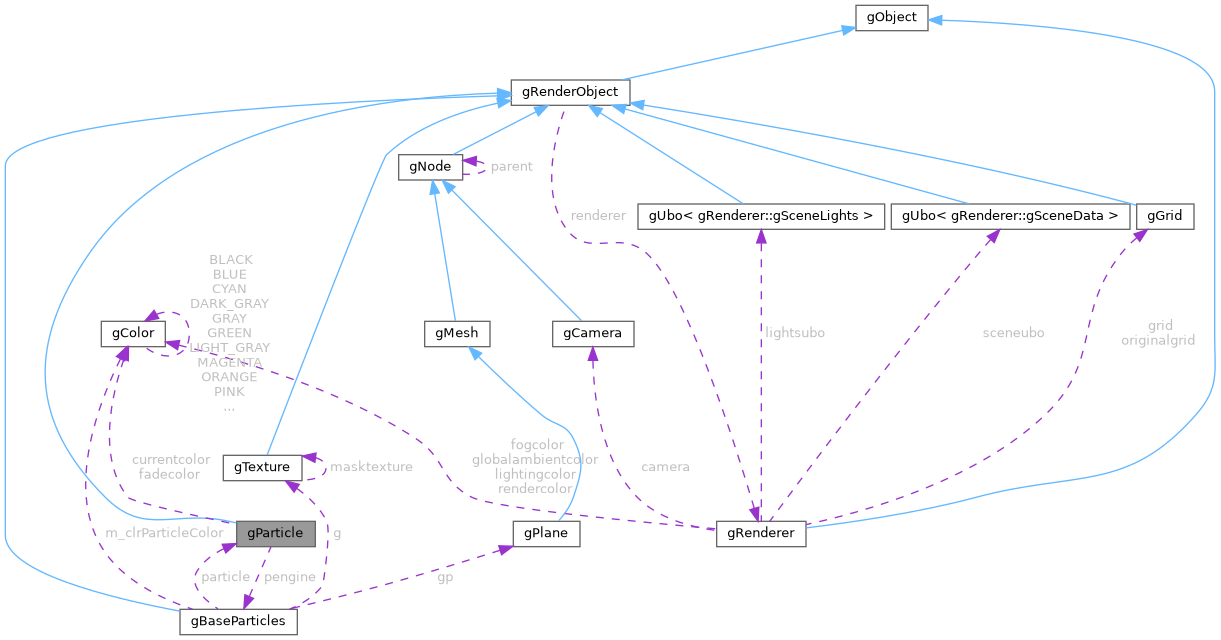 gObject
gRenderObject
gNode
parent
renderer
gUbo< gRenderer::gSceneLights >
gUbo< gRenderer::gSceneData >
gGrid
BLACK
BLUE
CYAN
DARK_GRAY
GRAY
GREEN
LIGHT_GRAY
MAGENTA
ORANGE
PINK
...
gColor
gMesh
gCamera
lightsubo
sceneubo
grid
originalgrid
currentcolor
fadecolor
gTexture
masktexture
fogcolor
globalambientcolor
lightingcolor
rendercolor
camera
m_clrParticleColor
gParticle
g
gPlane
gRenderer
particle
pengine
gp
gBaseParticles